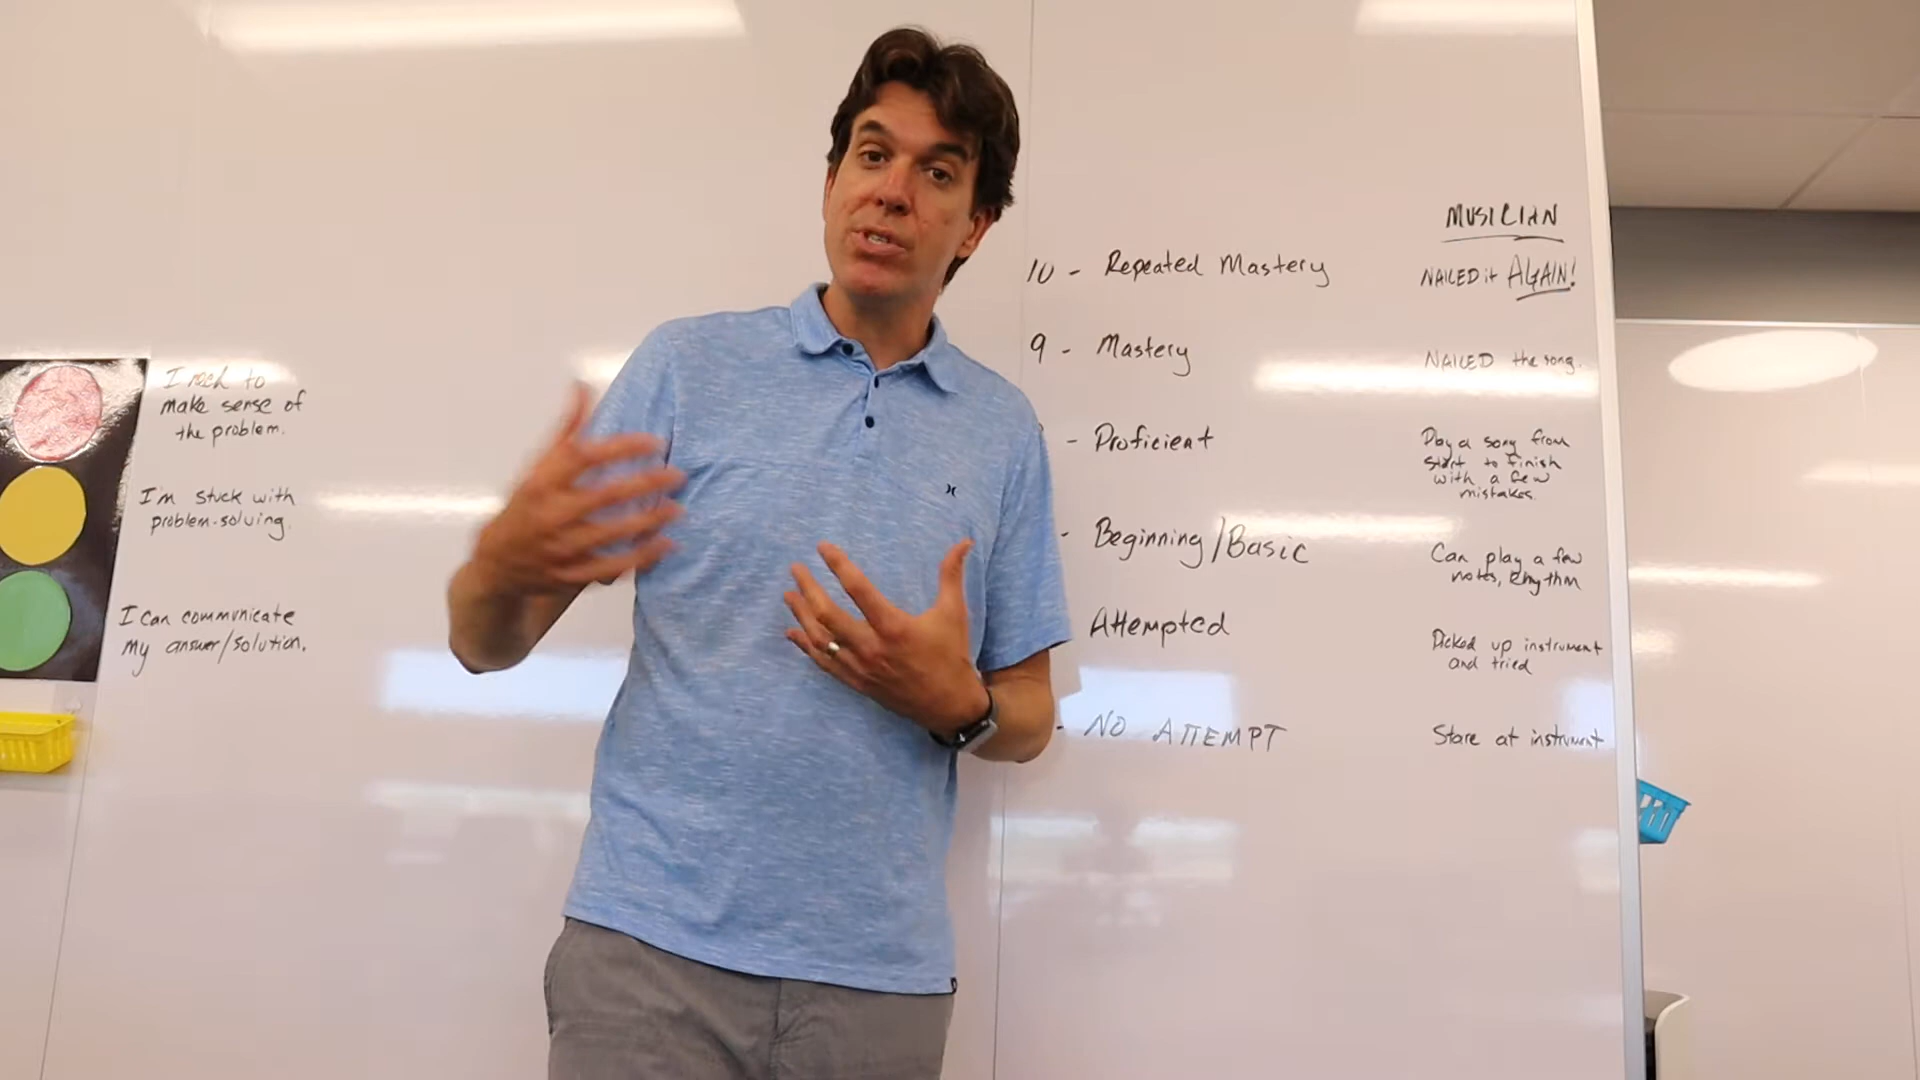 I need to
make sense of
the problem.
I'm stuck with
problem-solving.
I can communicate
my answer/solution.
MUSICIAN
10 - Repeated Mastery
NAILED it AGAIN!
9 - Mastery
NAILED the song.
- Proficient
Play a song from
start to finish
with a few
mistakes.
- Beginning/Basic
Can play a few
notes, rhythm
Attempted
Picked up instrument
and tried
- NO ATTEMPT
Stare at instrument